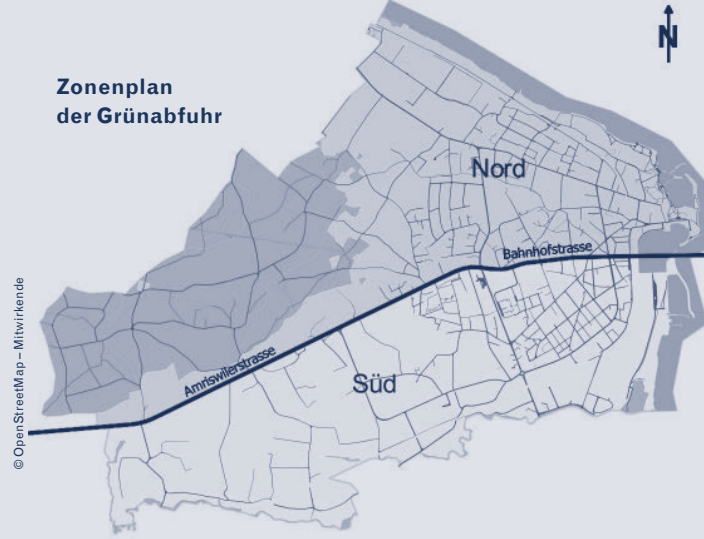 Zonenplan
der Grünabfuhr
N
Nord
Bahnhofstrasse
Amriswilerstrasse
Süd
© OpenStreetMap – Mitwirkende